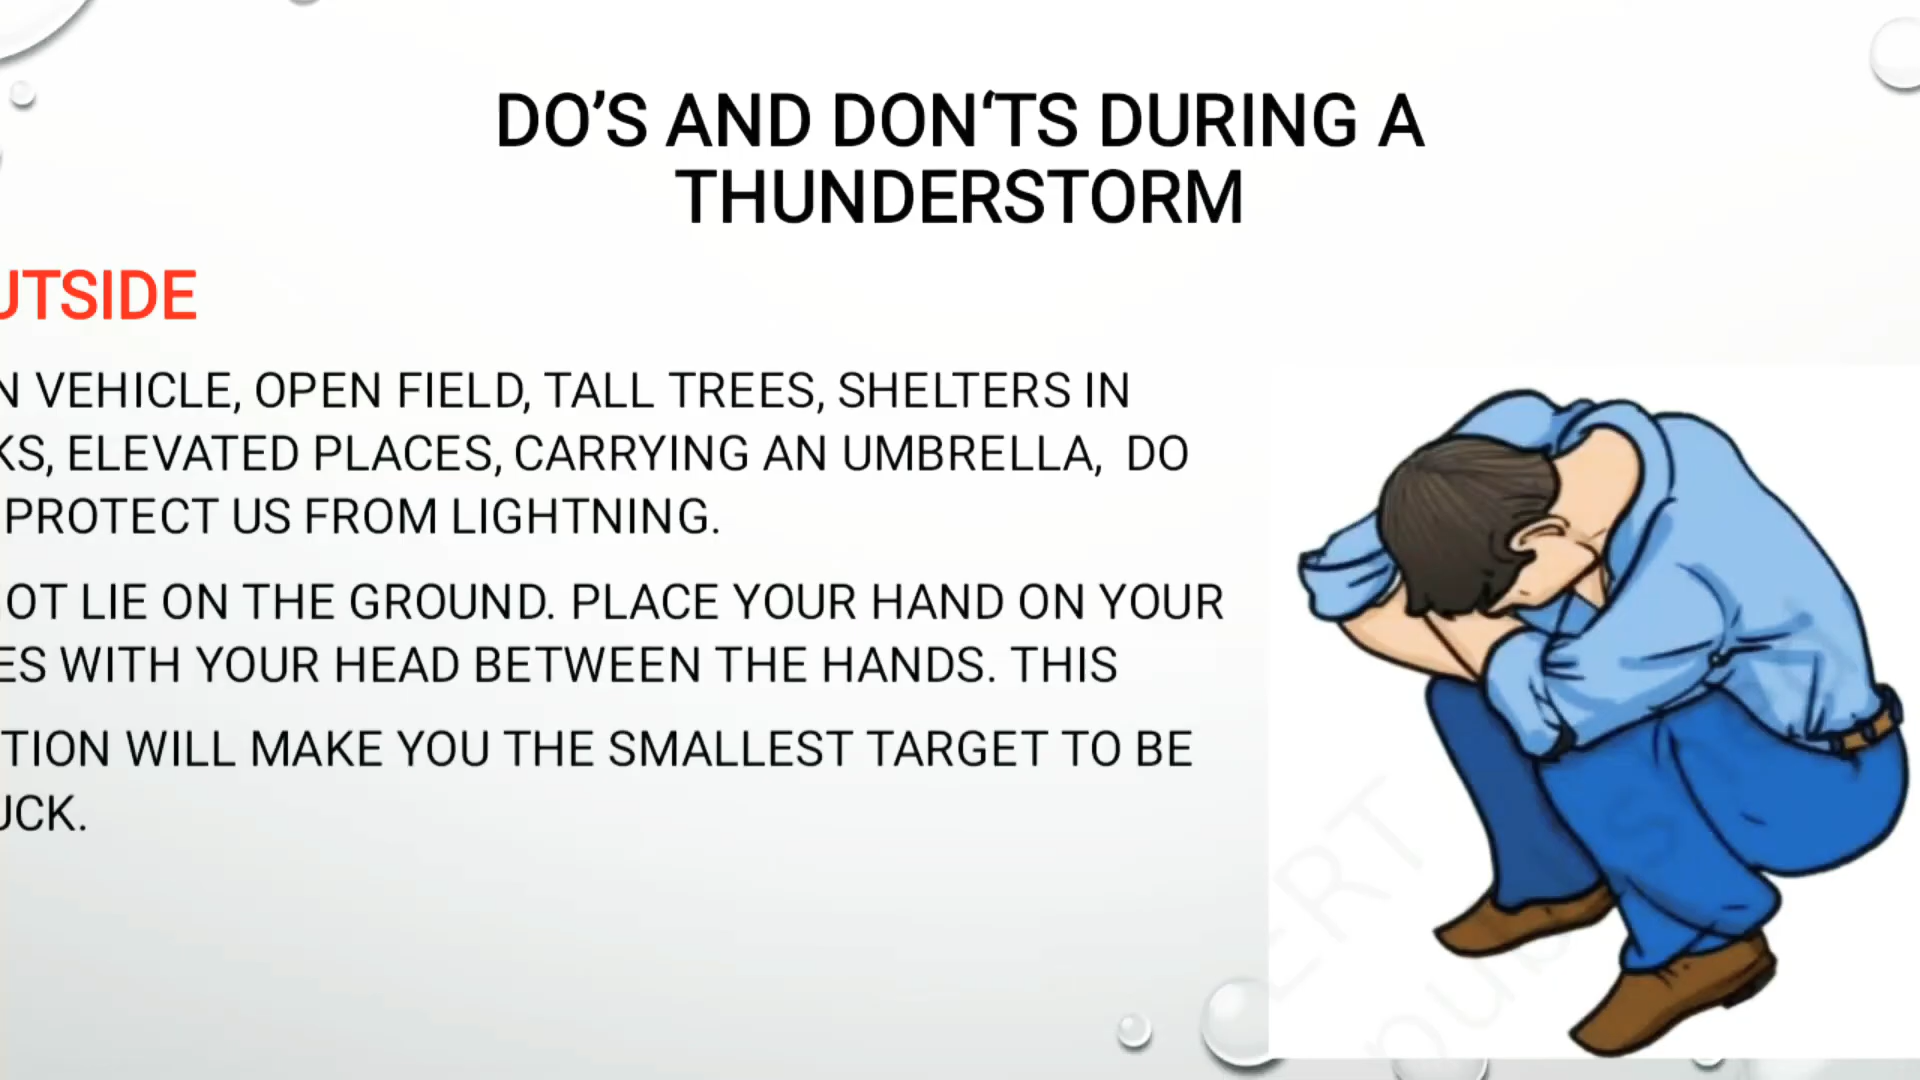 DO’S AND DON‘TS DURING A
THUNDERSTORM
UTSIDE
N VEHICLE, OPEN FIELD, TALL TREES, SHELTERS IN
KS, ELEVATED PLACES, CARRYING AN UMBRELLA, DO
PROTECT US FROM LIGHTNING.
OT LIE ON THE GROUND. PLACE YOUR HAND ON YOUR
ES WITH YOUR HEAD BETWEEN THE HANDS. THIS
TION WILL MAKE YOU THE SMALLEST TARGET TO BE
UCK.